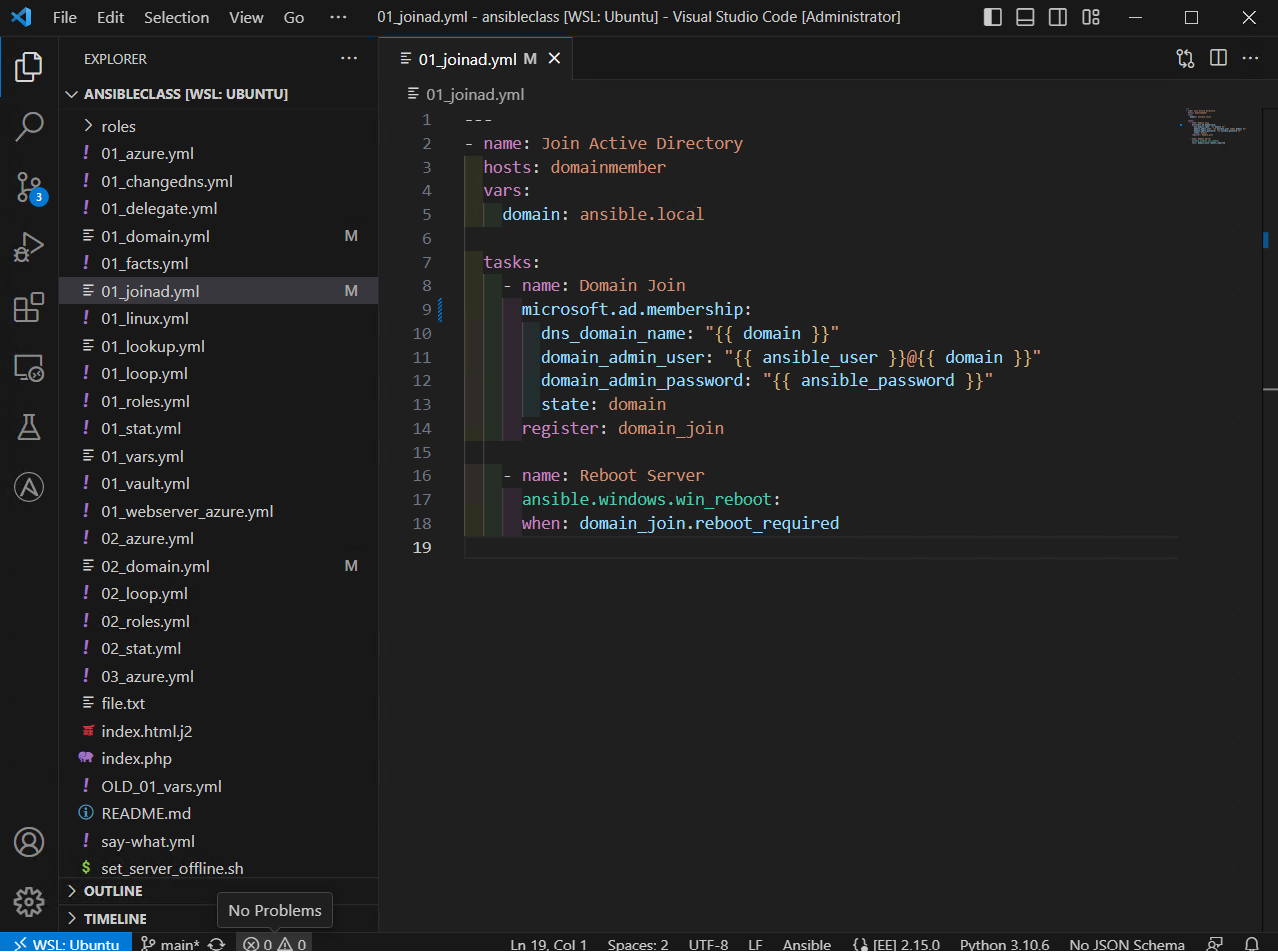 File Edit Selection View Go ··· 01_joinad.yml - ansibleclass [WSL: Ubuntu] - Visual Studio Code [Administrator]
EXPLORER ···
ANSIBLECLASS [WSL: UBUNTU]
roles
! 01_azure.yml
! 01_changedns.yml
! 01_delegate.yml
01_domain.yml M
! 01_facts.yml
01_joinad.yml M
! 01_linux.yml
01_lookup.yml
! 01_loop.yml
! 01_roles.yml
! 01_stat.yml
01_vars.yml
! 01_vault.yml
! 01_webserver_azure.yml
! 02_azure.yml
02_domain.yml M
! 02_loop.yml
! 02_roles.yml
! 02_stat.yml
! 03_azure.yml
file.txt
index.html.j2
index.php
! OLD_01_vars.yml
README.md
! say-what.yml
$ set_server_offline.sh
OUTLINE
TIMELINE
3
No Problems
01_joinad.yml M
01_joinad.yml
1 ---
2 - name: Join Active Directory
3 hosts: domainmember
4 vars:
5 domain: ansible.local
6
7 tasks:
8 - name: Domain Join
9 microsoft.ad.membership:
10 dns_domain_name: "{{ domain }}"
11 domain_admin_user: "{{ ansible_user }}@{{ domain }}"
12 domain_admin_password: "{{ ansible_password }}"
13 state: domain
14 register: domain_join
15
16 - name: Reboot Server
17 ansible.windows.win_reboot:
18 when: domain_join.reboot_required
19
WSL: Ubuntu main* 0 0 Ln 19, Col 1 Spaces: 2 UTF-8 LF Ansible [EE] 2.15.0 Python 3.10.6 No JSON Schema